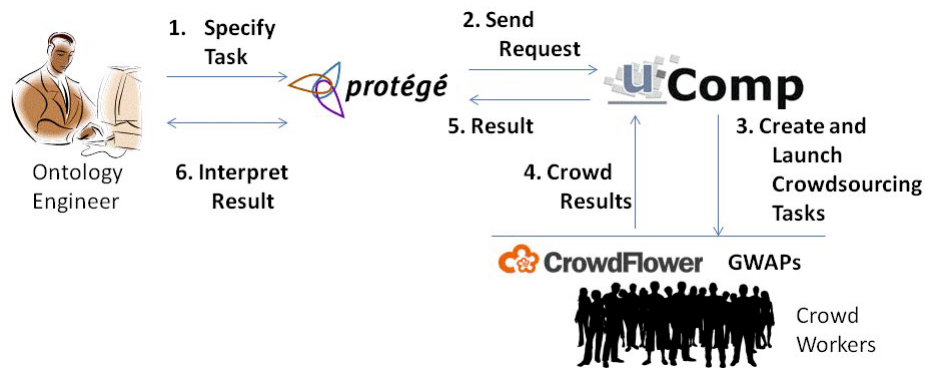 1. Specify
Task
2. Send
Request
protégé
uComp
5. Result
3. Create and
Launch
Crowdsourcing
Tasks
Ontology
Engineer
6. Interpret
Result
4. Crowd
Results
CrowdFlower GWAPs
Crowd
Workers